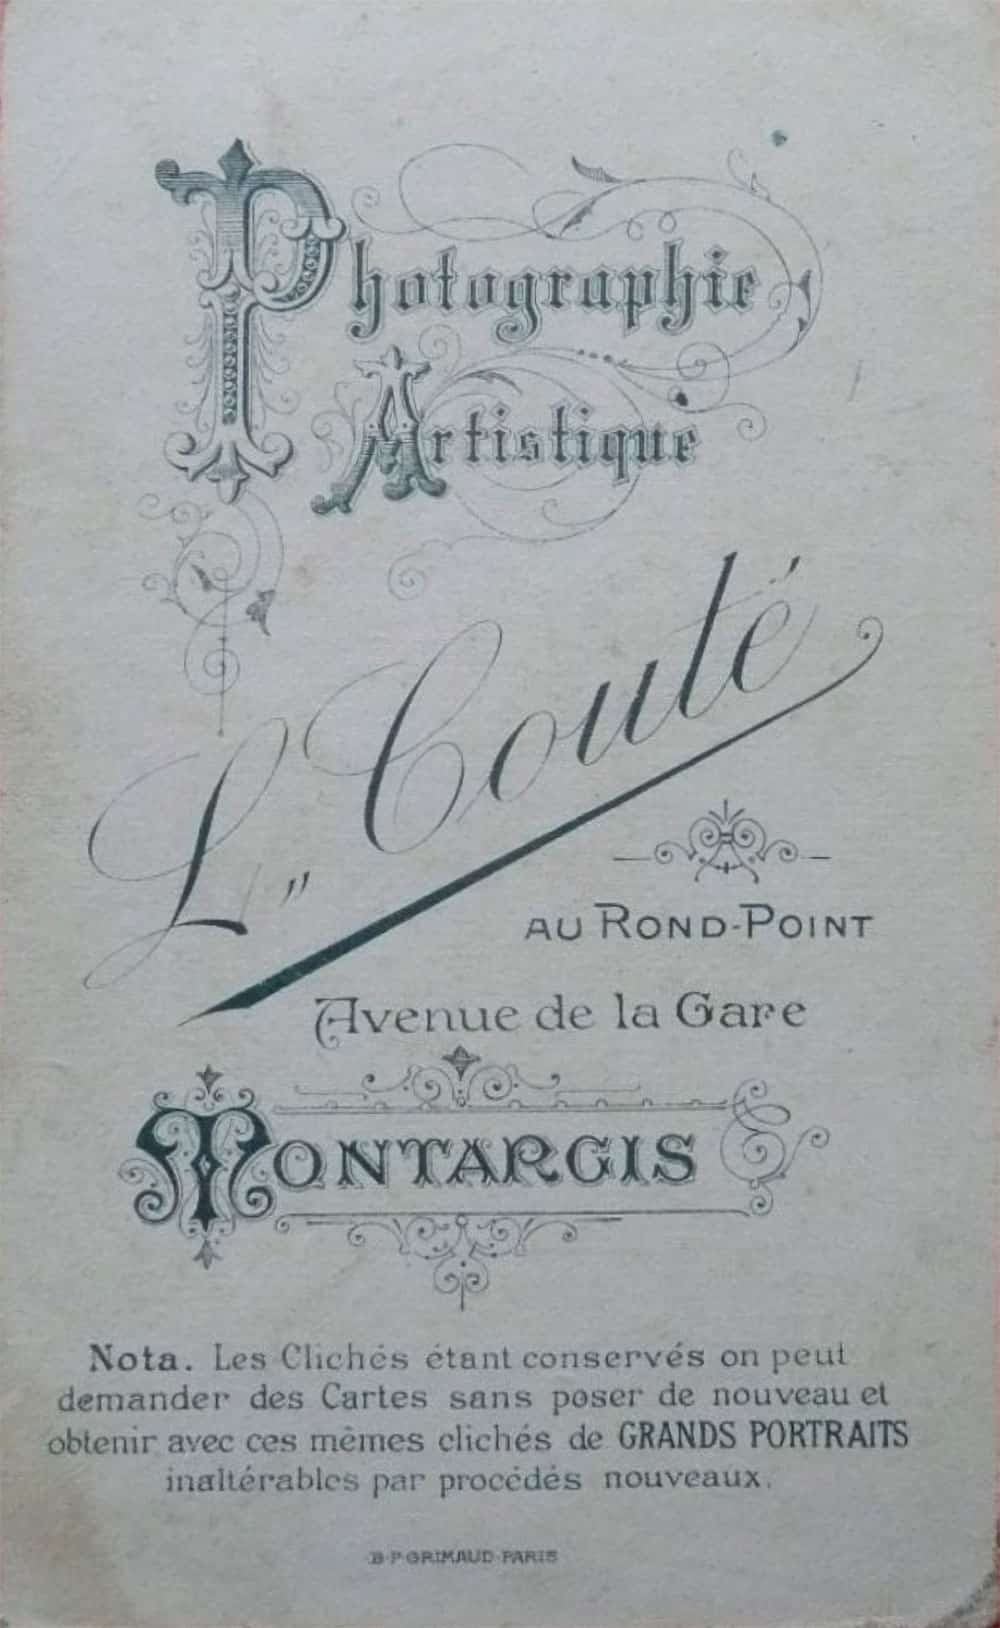 Photographie
Artistique
L" Couté
AU ROND-POINT
Avenue de la Gare
MONTARGIS
Nota. Les Clichés étant conservés on peut
demander des Cartes sans poser de nouveau et
obtenir avec ces mêmes clichés de GRANDS PORTRAITS
inaltérables par procédés nouveaux.
B·P·GRIMAUD·PARIS